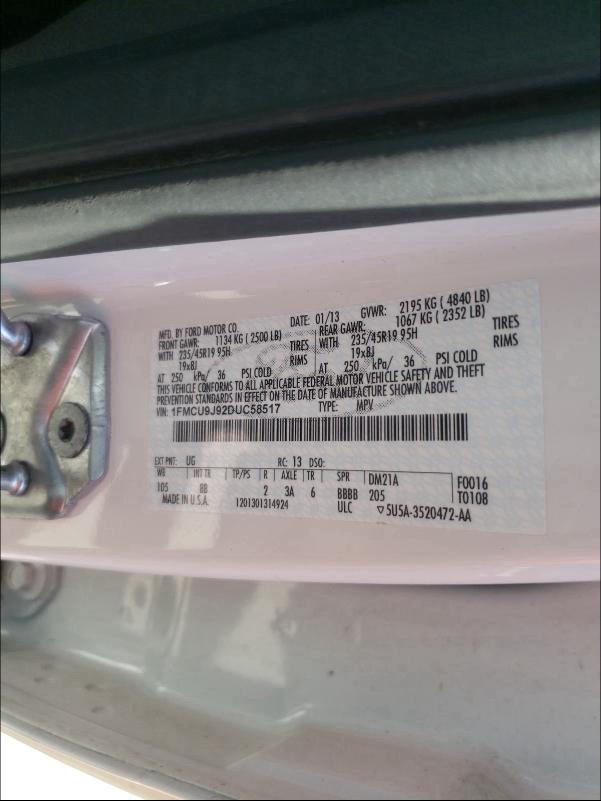 MFD. BY FORD MOTOR CO.
DATE: 01/13 GVWR: 2195 KG ( 4840 LB)
FRONT GAWR: 1134 KG ( 2500 LB) REAR GAWR: 1067 KG ( 2352 LB)
WITH 235/45R19 95H TIRES WITH 235/45R19 95H TIRES
19x8J RIMS 19x8J RIMS
AT 250 kPa/ 36 PSI COLD AT 250 kPa/ 36 PSI COLD
THIS VEHICLE CONFORMS TO ALL APPLICABLE FEDERAL MOTOR VEHICLE SAFETY AND THEFT
PREVENTION STANDARDS IN EFFECT ON THE DATE OF MANUFACTURE SHOWN ABOVE.
1FMCU9J92DUC58517 TYPE: MPV
EXT PNT: UG RC: 13 DSO:
WB INT TR TP/PS R AXLE TR SPR DM21A F0016
105 BB 2 3A 6 BBBB 205 T0108
MADE IN U.S.A. 1201301314924 ULC ▽5U5A-3520472-AA